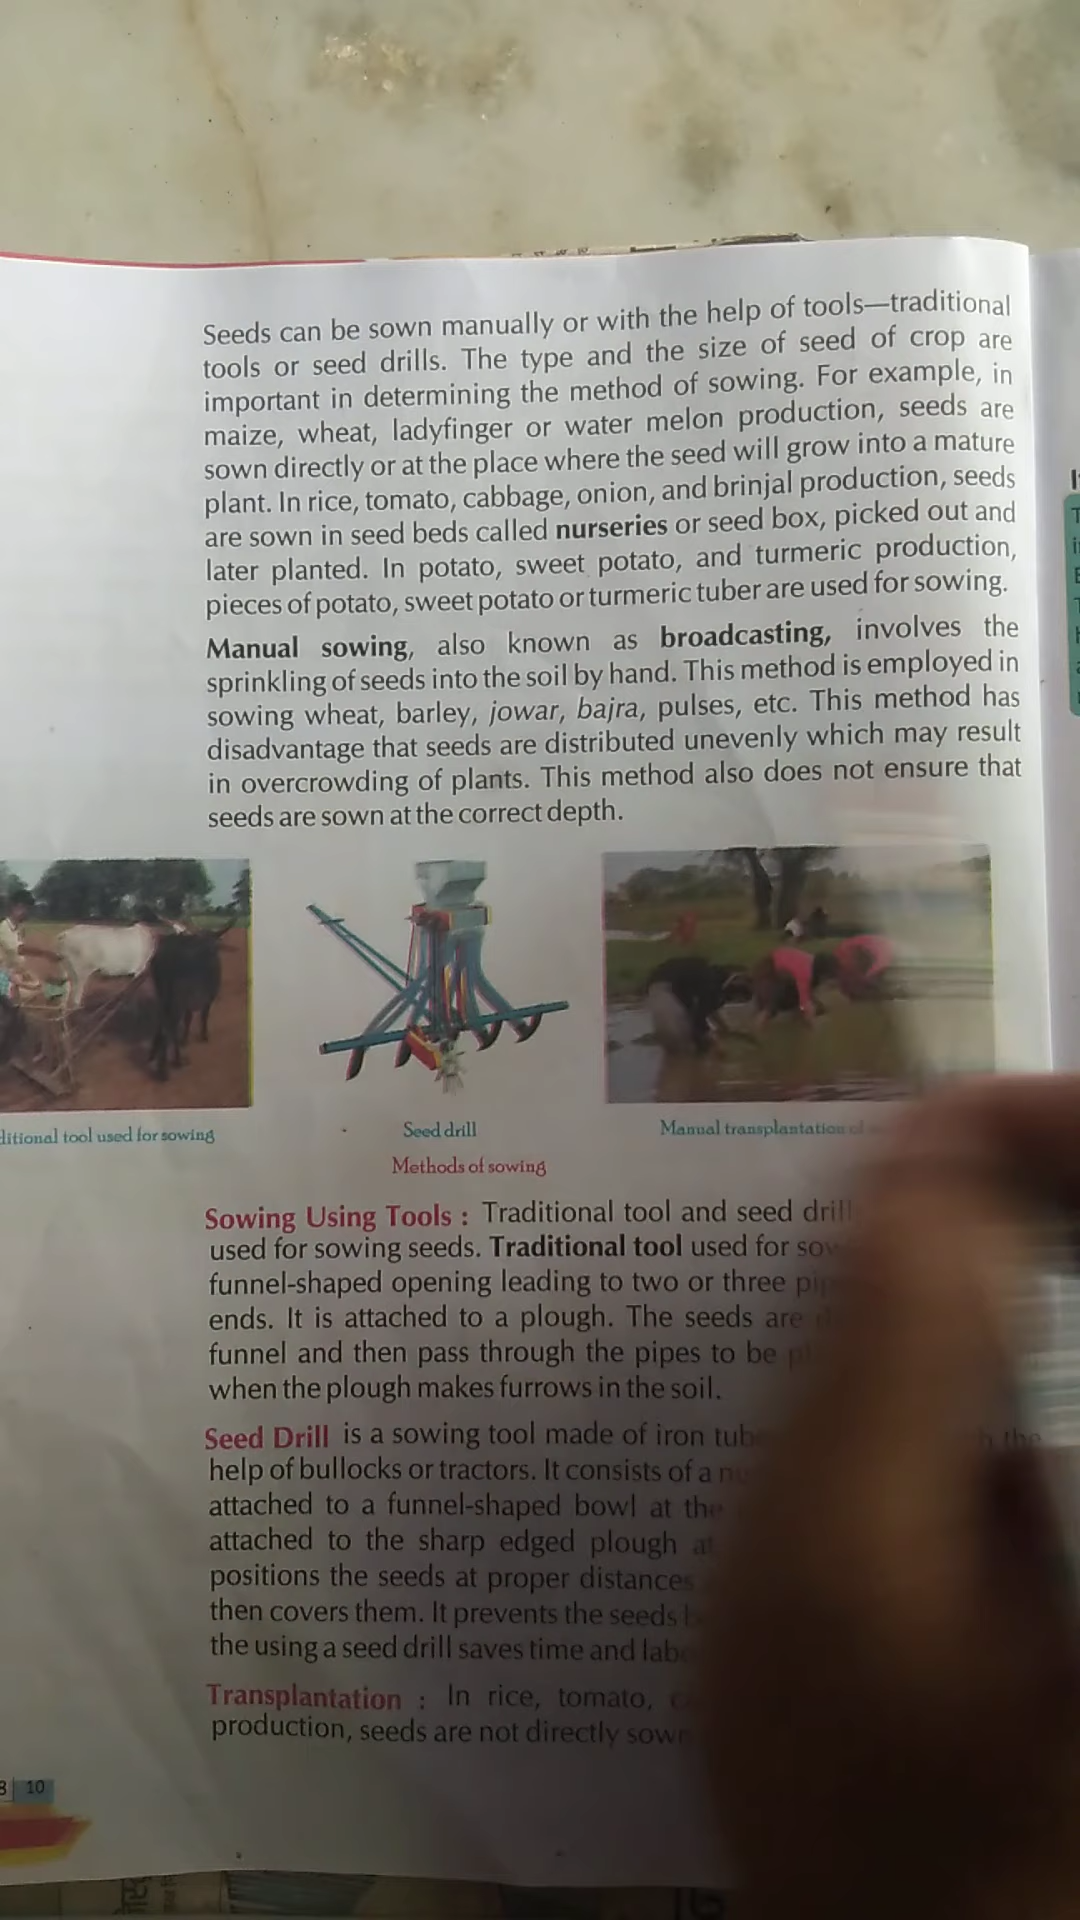 Seeds can be sown manually or with the help of tools—traditional
tools or seed drills. The type and the size of seed of crop are
important in determining the method of sowing. For example, in
maize, wheat, ladyfinger or water melon production, seeds are
sown directly or at the place where the seed will grow into a mature
plant. In rice, tomato, cabbage, onion, and brinjal production, seeds
are sown in seed beds called nurseries or seed box, picked out and
later planted. In potato, sweet potato, and turmeric production,
pieces of potato, sweet potato or turmeric tuber are used for sowing.
Manual sowing, also known as broadcasting, involves the
sprinkling of seeds into the soil by hand. This method is employed in
sowing wheat, barley, jowar, bajra, pulses, etc. This method has
disadvantage that seeds are distributed unevenly which may result
in overcrowding of plants. This method also does not ensure that
seeds are sown at the correct depth.
tool used for sowing
Seed drill
Manual transplantation of
Methods of sowing
Sowing Using Tools : Traditional tool and seed drill
used for sowing seeds. Traditional tool used for
funnel-shaped opening leading to two or three
ends. It is attached to a plough. The seeds are
funnel and then pass through the pipes to be
when the plough makes furrows in the soil.
Seed Drill is a sowing tool made of iron the
help of bullocks or tractors. It consists of a
attached to a funnel-shaped bowl at the
attached to the sharp edged plough at
positions the seeds at proper distances
then covers them. It prevents the seeds
the using a seed drill saves time and
Transplantation : In rice, tomato,
production, seeds are not directly sown
10